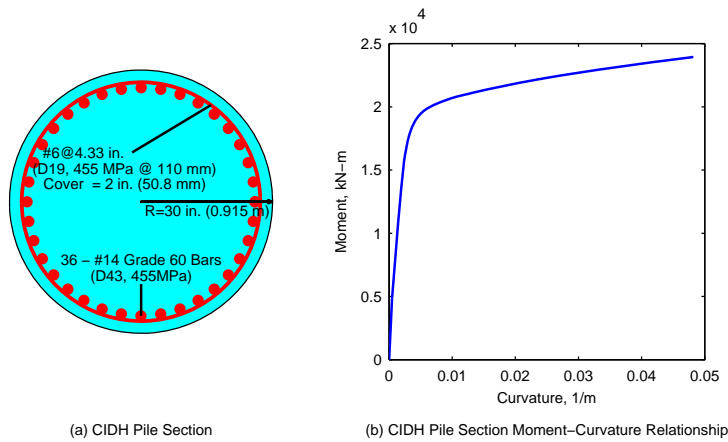 #6@4.33 in.
(D19, 455 MPa @ 110 mm)
Cover = 2 in. (50.8 mm)
R=30 in. (0.915 m)
36 – #14 Grade 60 Bars
(D43, 455MPa)
(a) CIDH Pile Section
x 10
4
2.5
2
1.5
1
0.5
0
Moment, kN−m
0 0.01 0.02 0.03 0.04 0.05
Curvature, 1/m
(b) CIDH Pile Section Moment−Curvature Relationship